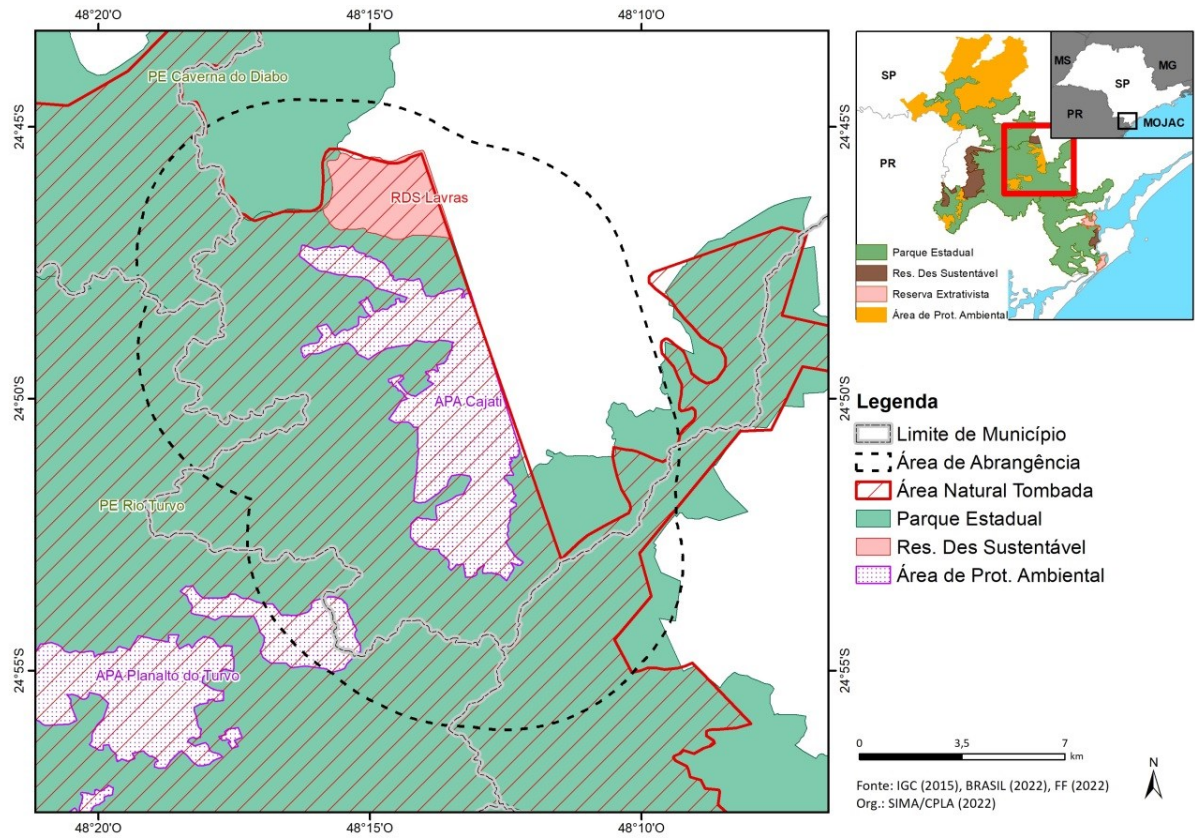 48°20'O
48°15'O
48°10'O
24°45'S
24°50'S
24°55'S
PE Caverna do Diabo
RDS Lavras
APA Cajati
PE Rio Turvo
APA Planalto do Turvo
24°45'S
24°50'S
24°55'S
48°20'O
48°15'O
48°10'O
SP
PR
MS
MG
SP
PR
MOJAC
Parque Estadual
Res. Des Sustentável
Reserva Extrativista
Área de Prot. Ambiental
Legenda
Limite de Município
Área de Abrangência
Área Natural Tombada
Parque Estadual
Res. Des Sustentável
Área de Prot. Ambiental
0
3,5
7
km
N
Fonte: IGC (2015), BRASIL (2022), FF (2022)
Org.: SIMA/CPLA (2022)